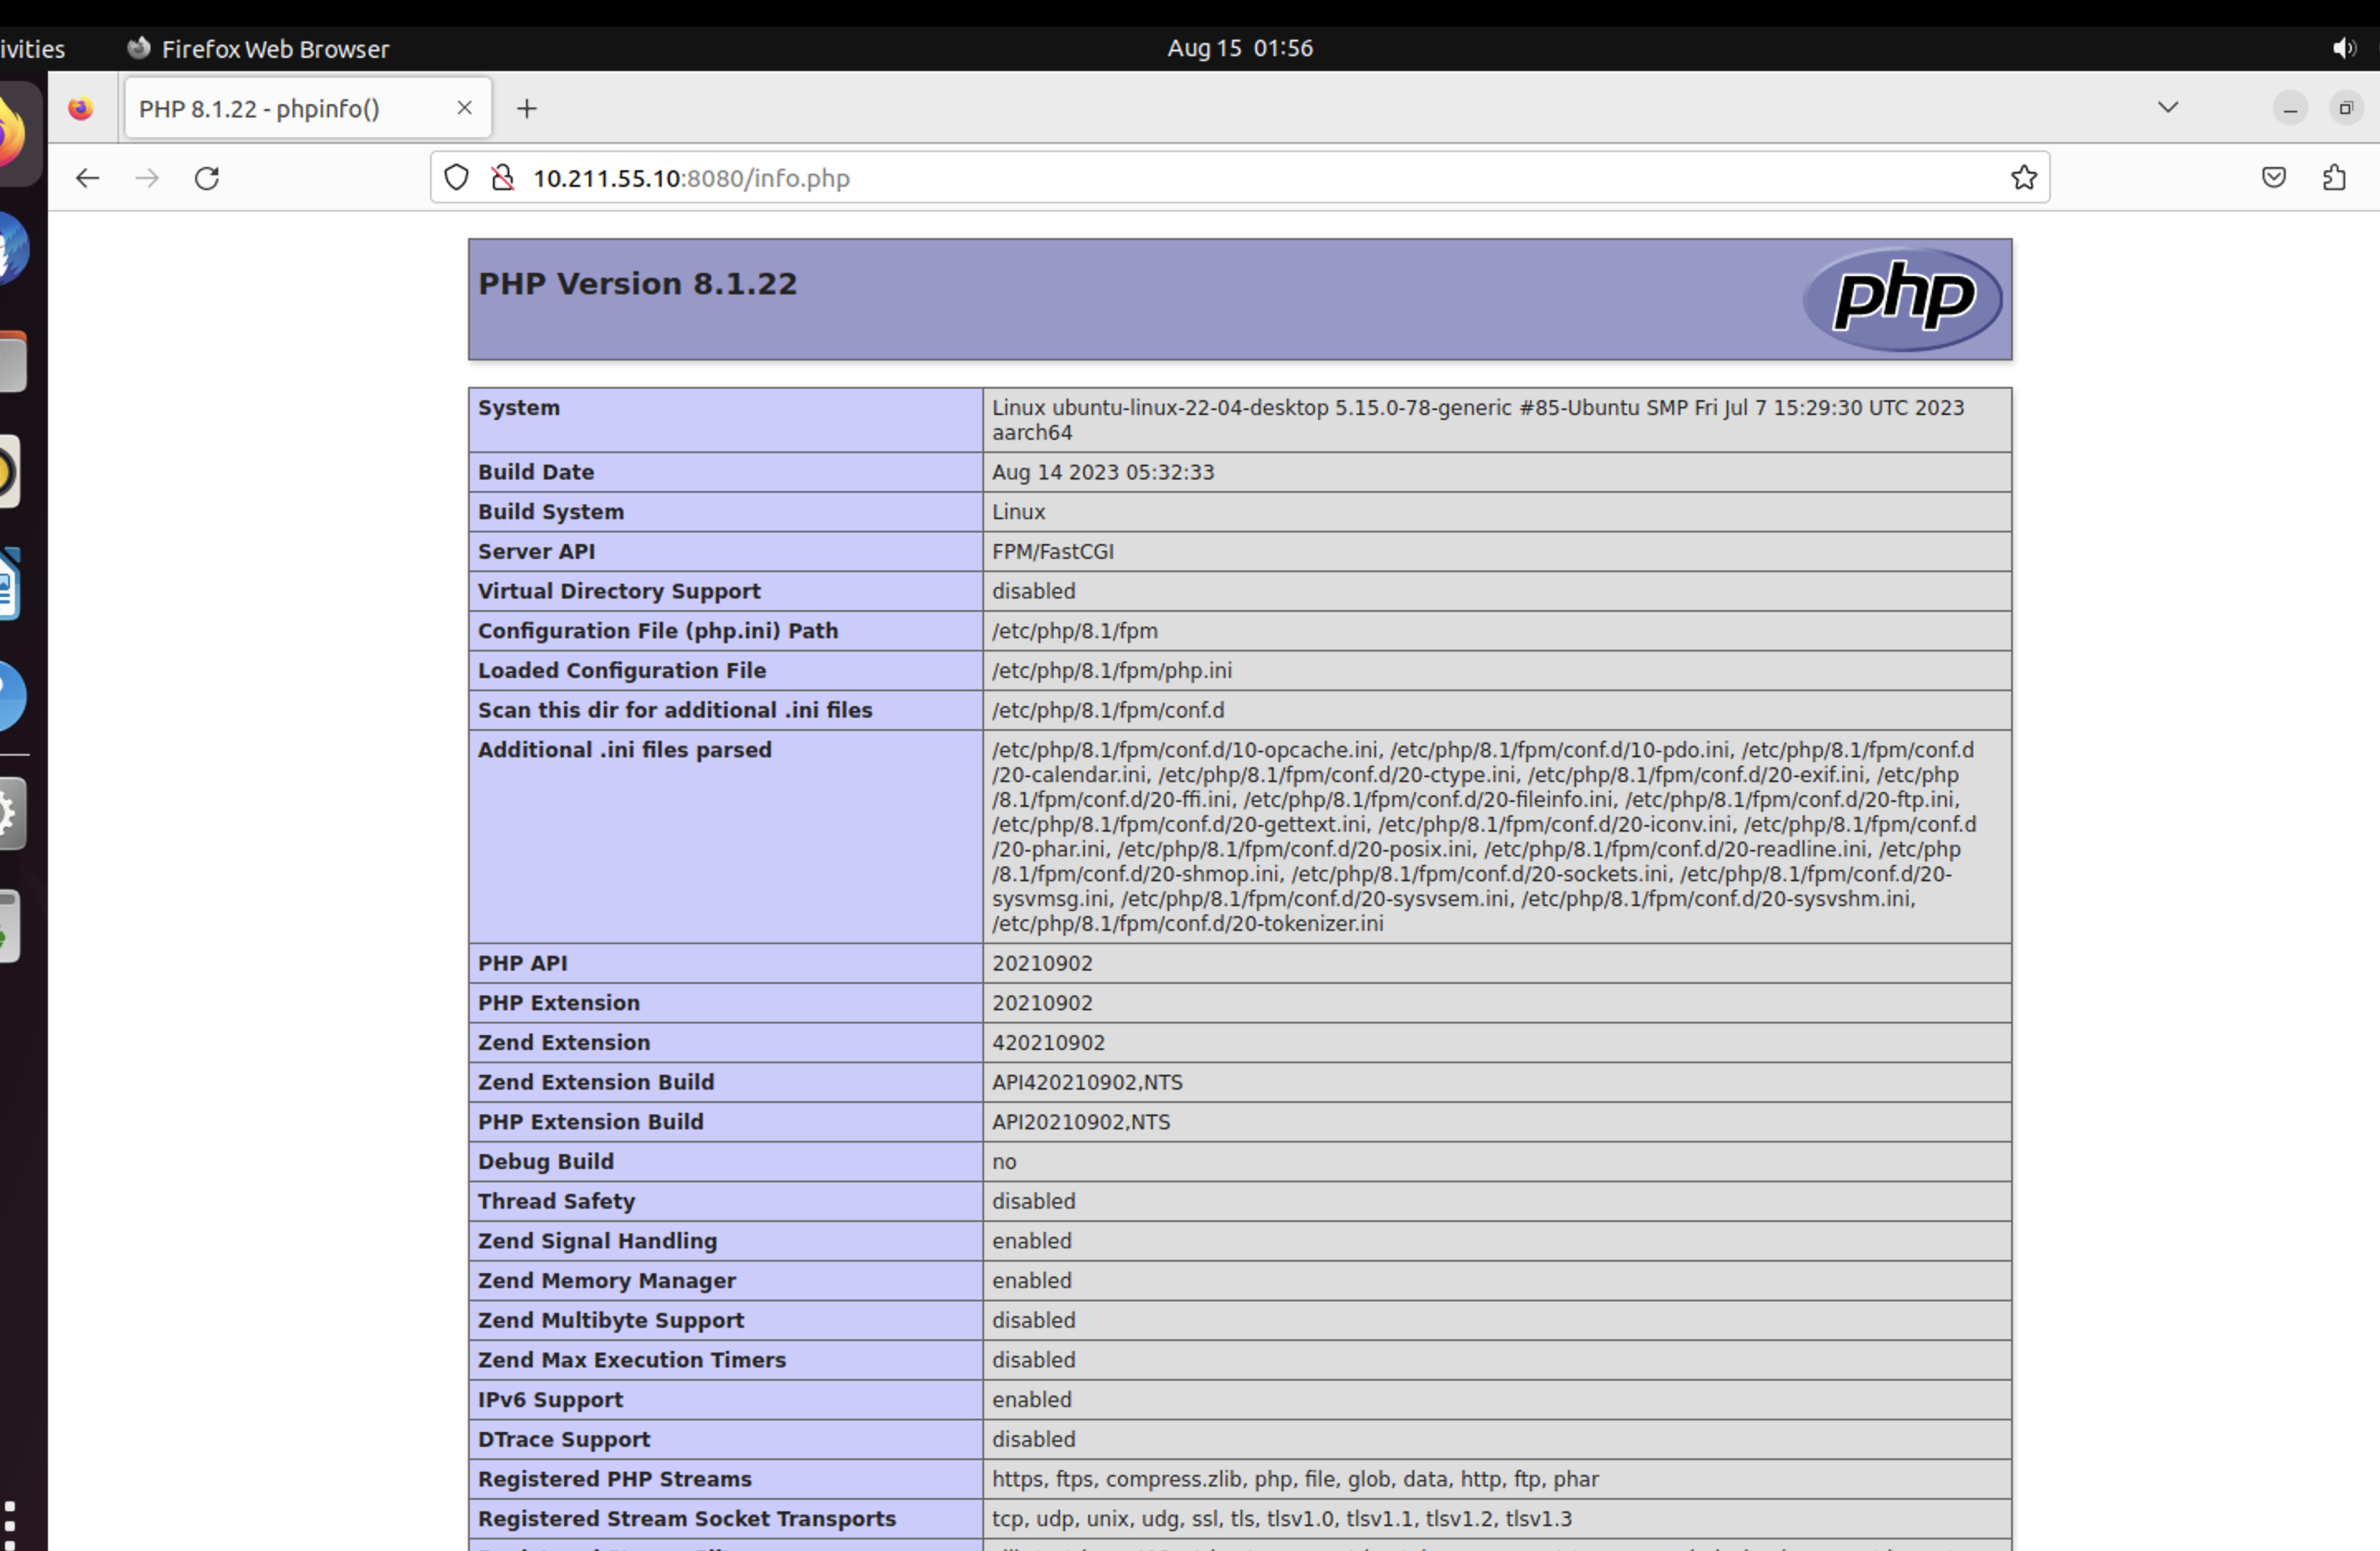 ivities
Firefox Web Browser
Aug 15 01:56
PHP 8.1.22 - phpinfo()
10.211.55.10:8080/info.php
PHP Version 8.1.22
php
System
Linux ubuntu-linux-22-04-desktop 5.15.0-78-generic #85-Ubuntu SMP Fri Jul 7 15:29:30 UTC 2023
aarch64
Build Date
Aug 14 2023 05:32:33
Build System
Linux
Server API
FPM/FastCGI
Virtual Directory Support
disabled
Configuration File (php.ini) Path
/etc/php/8.1/fpm
Loaded Configuration File
/etc/php/8.1/fpm/php.ini
Scan this dir for additional .ini files
/etc/php/8.1/fpm/conf.d
Additional .ini files parsed
/etc/php/8.1/fpm/conf.d/10-opcache.ini, /etc/php/8.1/fpm/conf.d/10-pdo.ini, /etc/php/8.1/fpm/conf.d
/20-calendar.ini, /etc/php/8.1/fpm/conf.d/20-ctype.ini, /etc/php/8.1/fpm/conf.d/20-exif.ini, /etc/php
/8.1/fpm/conf.d/20-ffi.ini, /etc/php/8.1/fpm/conf.d/20-fileinfo.ini, /etc/php/8.1/fpm/conf.d/20-ftp.ini,
/etc/php/8.1/fpm/conf.d/20-gettext.ini, /etc/php/8.1/fpm/conf.d/20-iconv.ini, /etc/php/8.1/fpm/conf.d
/20-phar.ini, /etc/php/8.1/fpm/conf.d/20-posix.ini, /etc/php/8.1/fpm/conf.d/20-readline.ini, /etc/php
/8.1/fpm/conf.d/20-shmop.ini, /etc/php/8.1/fpm/conf.d/20-sockets.ini, /etc/php/8.1/fpm/conf.d/20-
sysvmsg.ini, /etc/php/8.1/fpm/conf.d/20-sysvsem.ini, /etc/php/8.1/fpm/conf.d/20-sysvshm.ini,
/etc/php/8.1/fpm/conf.d/20-tokenizer.ini
PHP API
20210902
PHP Extension
20210902
Zend Extension
420210902
Zend Extension Build
API420210902,NTS
PHP Extension Build
API20210902,NTS
Debug Build
no
Thread Safety
disabled
Zend Signal Handling
enabled
Zend Memory Manager
enabled
Zend Multibyte Support
disabled
Zend Max Execution Timers
disabled
IPv6 Support
enabled
DTrace Support
disabled
Registered PHP Streams
https, ftps, compress.zlib, php, file, glob, data, http, ftp, phar
Registered Stream Socket Transports
tcp, udp, unix, udg, ssl, tls, tlsv1.0, tlsv1.1, tlsv1.2, tlsv1.3